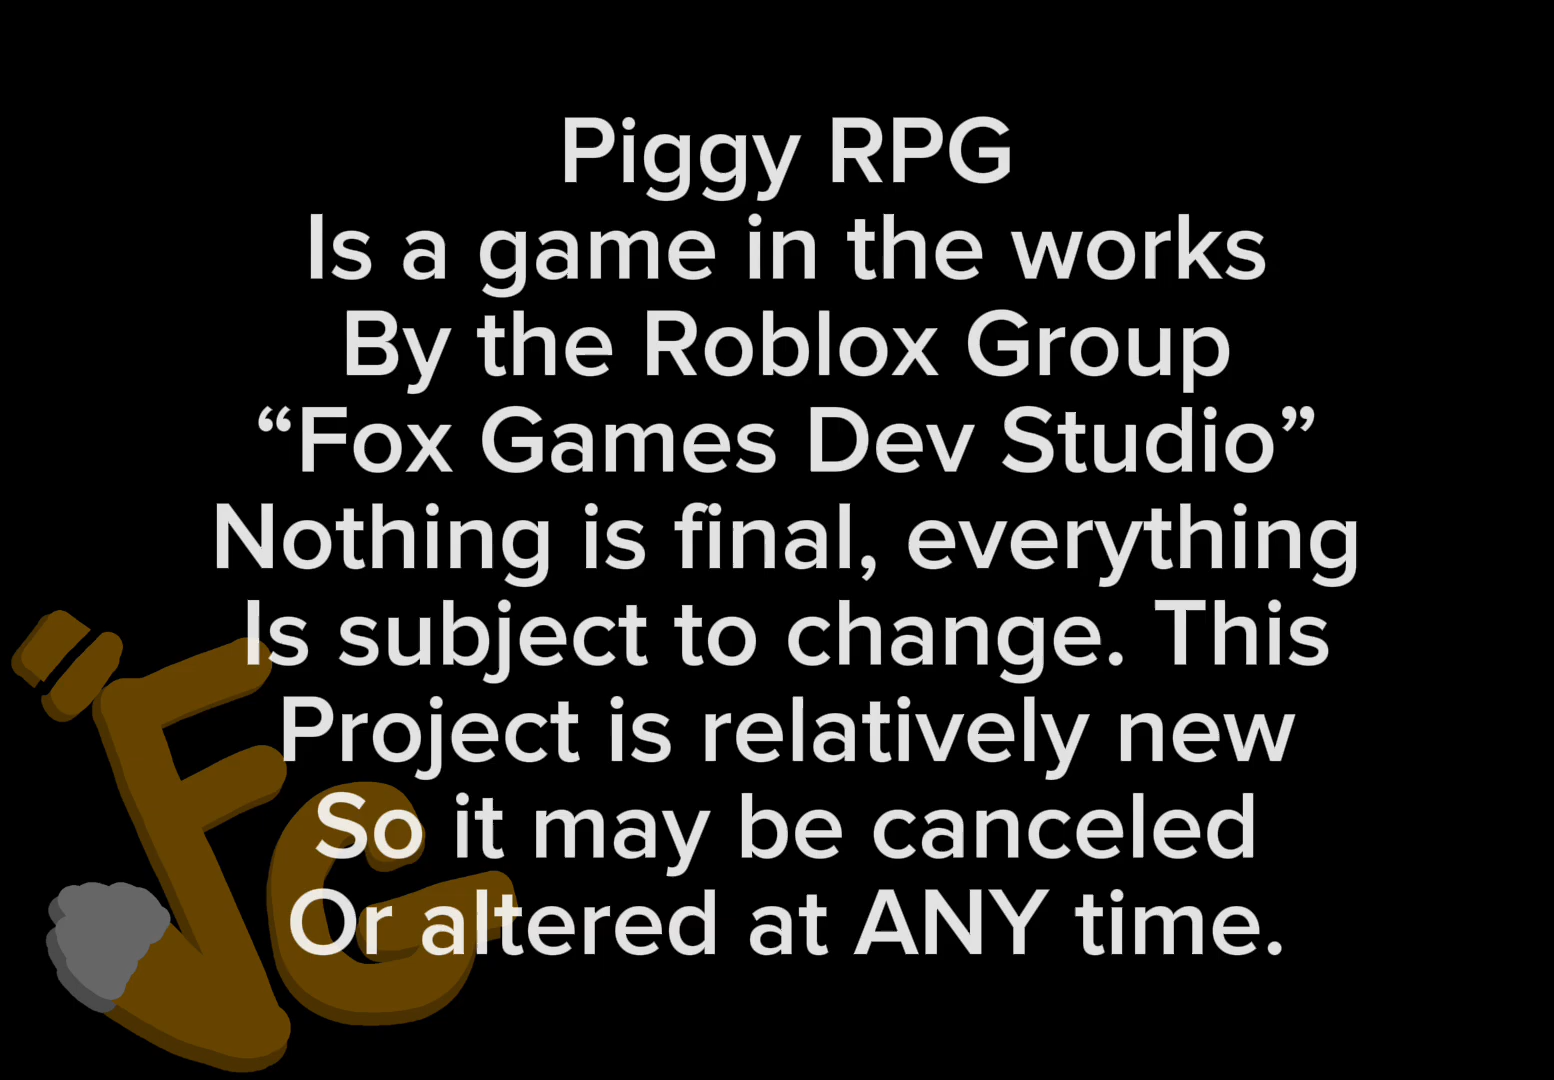 Piggy RPG
Is a game in the works
By the Roblox Group
“Fox Games Dev Studio”
Nothing is final, everything
Is subject to change. This
Project is relatively new
So it may be canceled
Or altered at ANY time.
FG